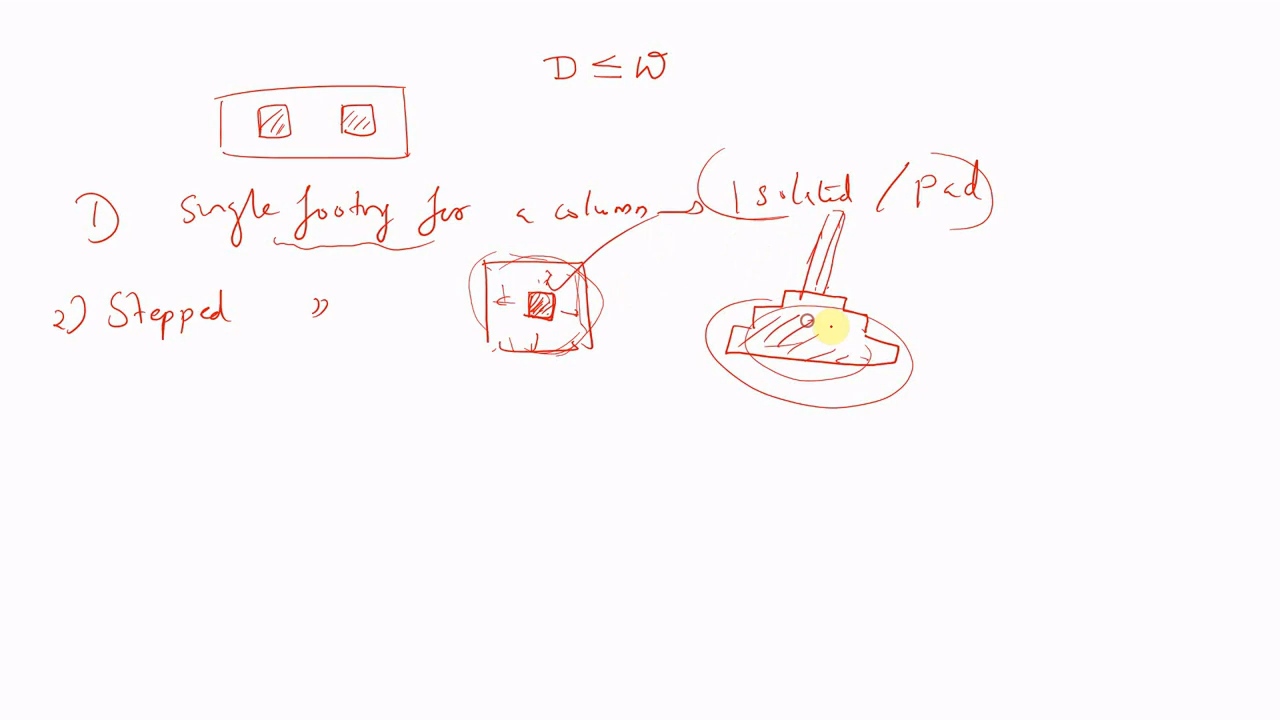 D ≤ W
1) Single footing for a column (Isolated / Pad)
2) Stepped "